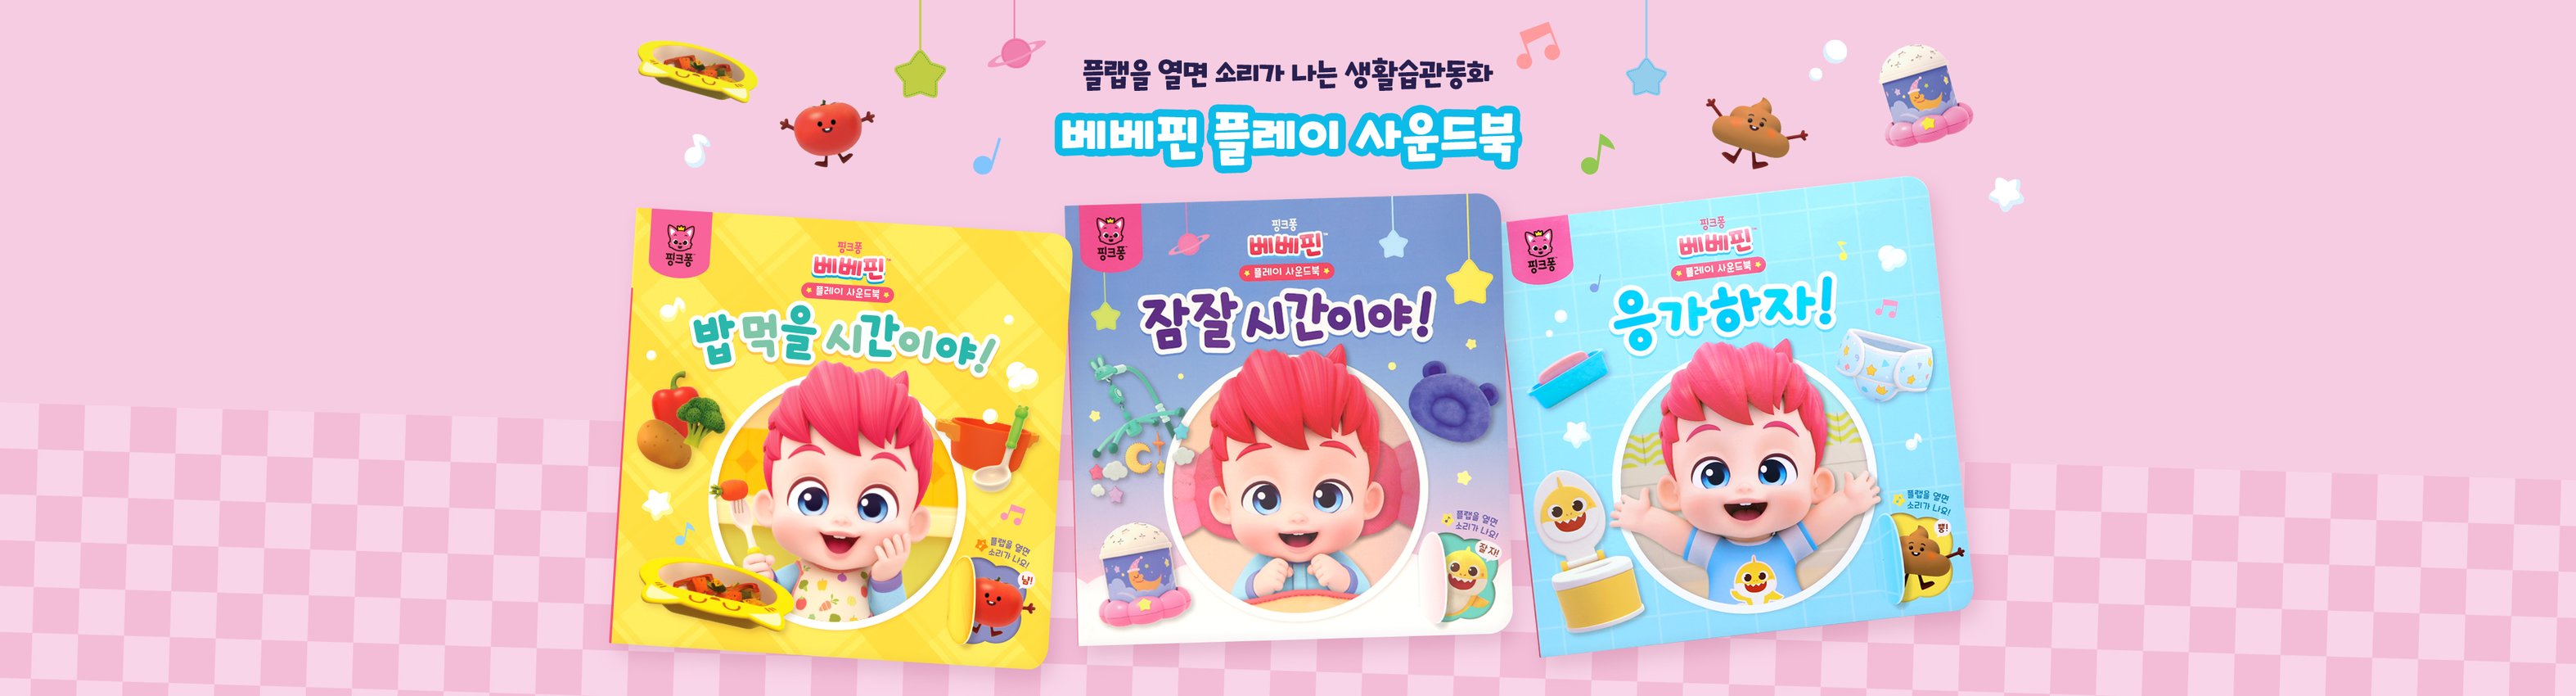 플랩을 열면 소리가 나는 생활습관동화
베베핀 플레이 사운드북
핑크퐁
핑크퐁
베베핀™
플레이 사운드북
밥 먹을 시간이야!
플랩을 열면
소리가 나요!
냠!
핑크퐁
핑크퐁
베베핀™
플레이 사운드북
잠잘 시간이야!
플랩을 열면
소리가 나요!
잘 자!
핑크퐁
핑크퐁
베베핀™
플레이 사운드북
응가하자!
플랩을 열면
소리가 나요!
뿡!